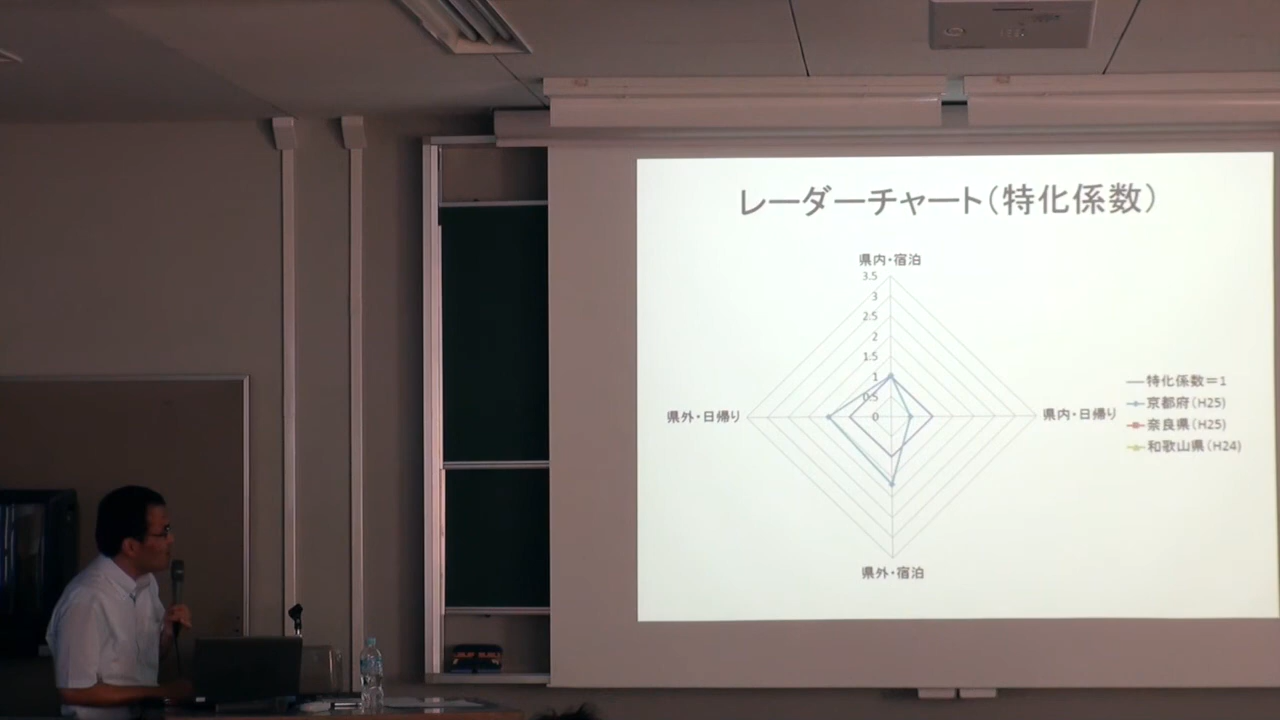 レーダーチャート(特化係数)
県内・宿泊
3.5
3
2.5
2
1.5
1
0.5
0
県外・日帰り
県内・日帰り
県外・宿泊
特化係数=1
京都府(H25)
奈良県(H25)
和歌山県(H24)